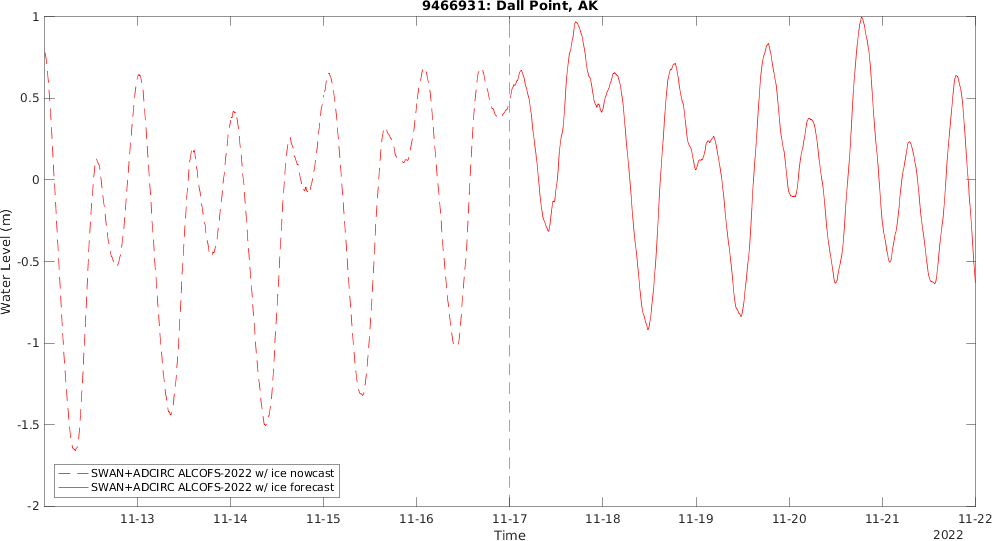 9466931: Dall Point, AK
Water Level (m)
1
0.5
0
-0.5
-1
-1.5
-2
SWAN+ADCIRC ALCOFS-2022 w/ ice nowcast
SWAN+ADCIRC ALCOFS-2022 w/ ice forecast
11-13 11-14 11-15 11-16 11-17 11-18 11-19 11-20 11-21 11-22
Time
2022